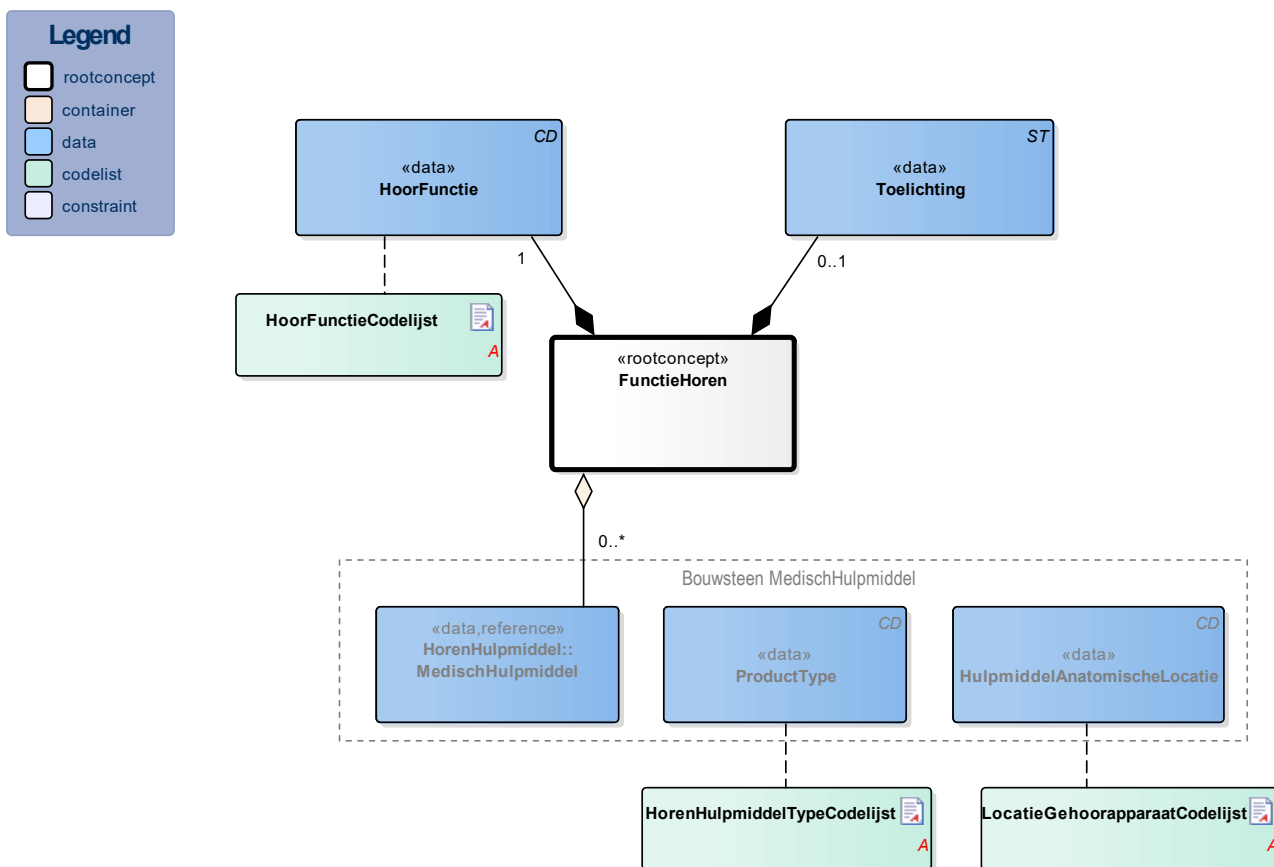 Legend
rootconcept
container
data
codelist
constraint
CD
«data»
HoorFunctie
ST
«data»
Toelichting
1
0..1
HoorFunctieCodelijst
A
«rootconcept»
FunctieHoren
0..*
Bouwsteen MedischHulpmiddel
«data,reference»
HorenHulpmiddel::
MedischHulpmiddel
CD
«data»
ProductType
CD
«data»
HulpmiddelAnatomischeLocatie
HorenHulpmiddelTypeCodelijst
A
LocatieGehoorapparaatCodelijst
A